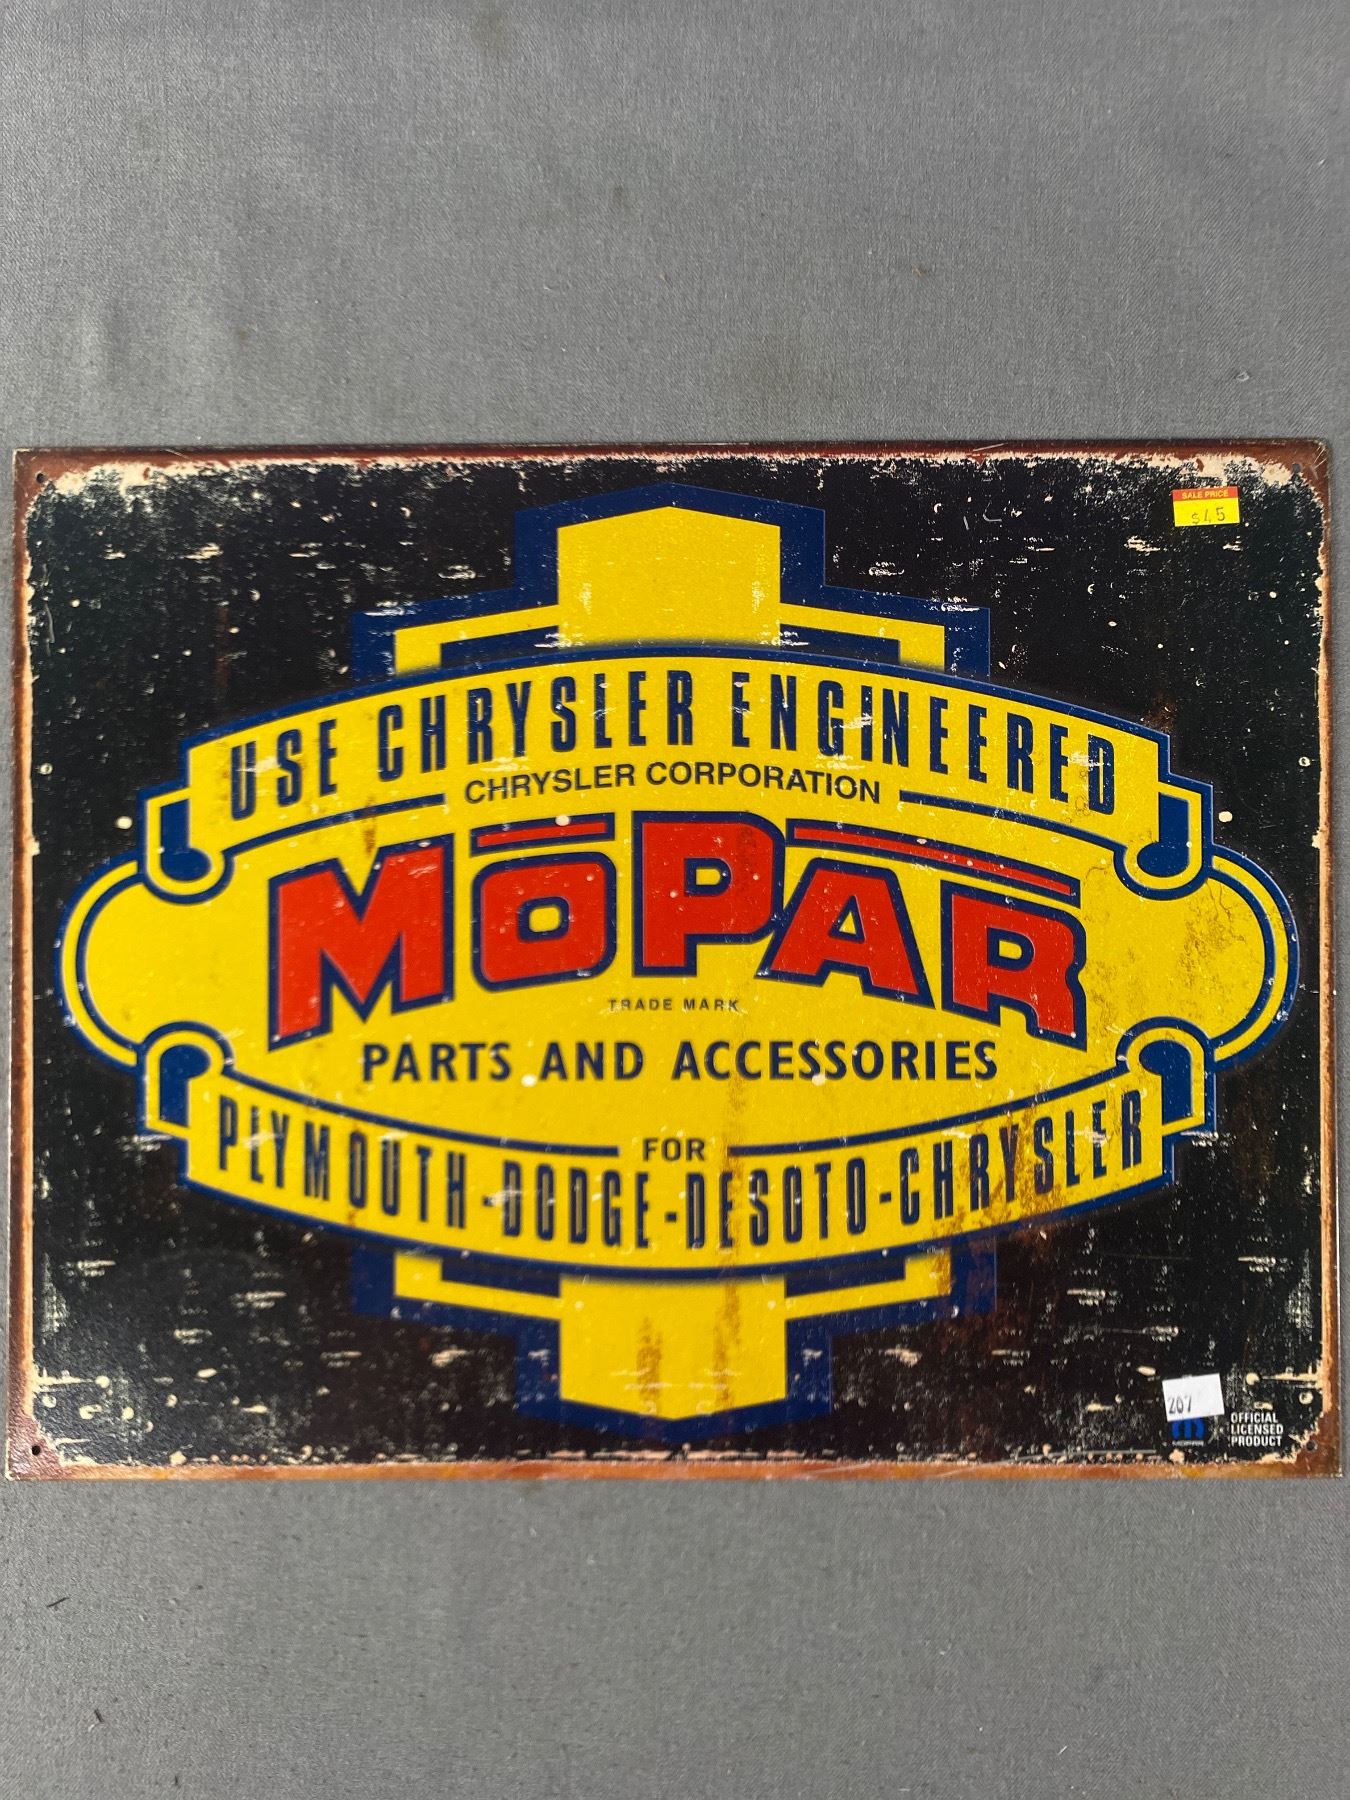 SALE PRICE
USE CHRYSLER ENGINEERED
CHRYSLER CORPORATION
MOPAR
TRADE MARK
PARTS AND ACCESSORIES
FOR
PLYMOUTH-DODGE-DESOTO-CHRYSLER
207
OFFICIAL
LICENSED
PRODUCT